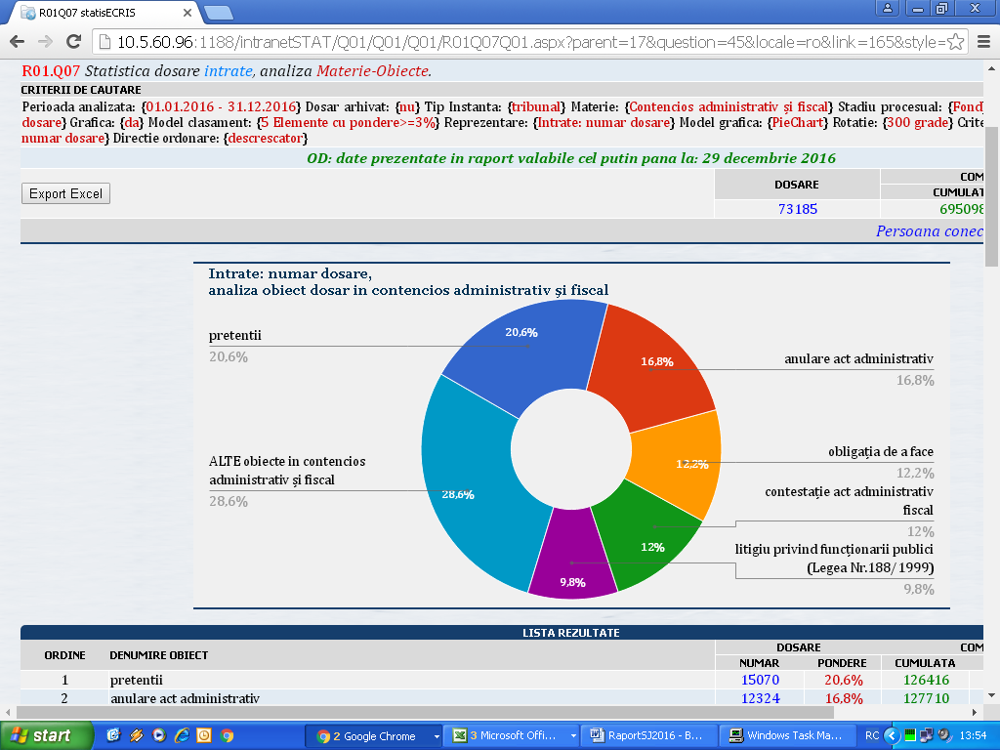 R01Q07 statisECRIS
10.5.60.96:1188/intranetSTAT/Q01/Q01/Q01/R01Q07Q01.aspx?parent=17&question=45&locale=ro&link=165&style=
R01.Q07 Statistica dosare intrate, analiza Materie-Obiecte.
CRITERII DE CAUTARE
Perioada analizata: {01.01.2016 - 31.12.2016} Dosar arhivat: {nu} Tip Instanta: {tribunal} Materie: {Contencios administrativ și fiscal} Stadiu procesual: {Fond
dosare} Grafica: {da} Model clasament: {5 Elemente cu pondere>=3%} Reprezentare: {Intrate: numar dosare} Model grafica: {PieChart} Rotatie: {300 grade} Crite
numar dosare} Directie ordonare: {descrescator}
OD: date prezentate in raport valabile cel putin pana la: 29 decembrie 2016
Export Excel
DOSARE
COM
CUMULAT
73185
695098
Persoana conec
Intrate: numar dosare,
analiza obiect dosar in contencios administrativ și fiscal
pretentii
20,6%
20,6%
16,8%
anulare act administrativ
16,8%
obligația de a face
12,2%
12,2%
ALTE obiecte in contencios
administrativ și fiscal
28,6%
28,6%
contestație act administrativ
fiscal
12%
12%
litigiu privind funcționarii publici
(Legea Nr.188/1999)
9,8%
9,8%
LISTA REZULTATE
ORDINE DENUMIRE OBIECT DOSARE COM
NUMAR PONDERE CUMULATA
1 pretentii 15070 20,6% 126416
2 anulare act administrativ 12324 16,8% 127710
start 2 Google Chrome 3 Microsoft Offi... RaportSJ2016 - B... Windows Task Ma... RO 13:54